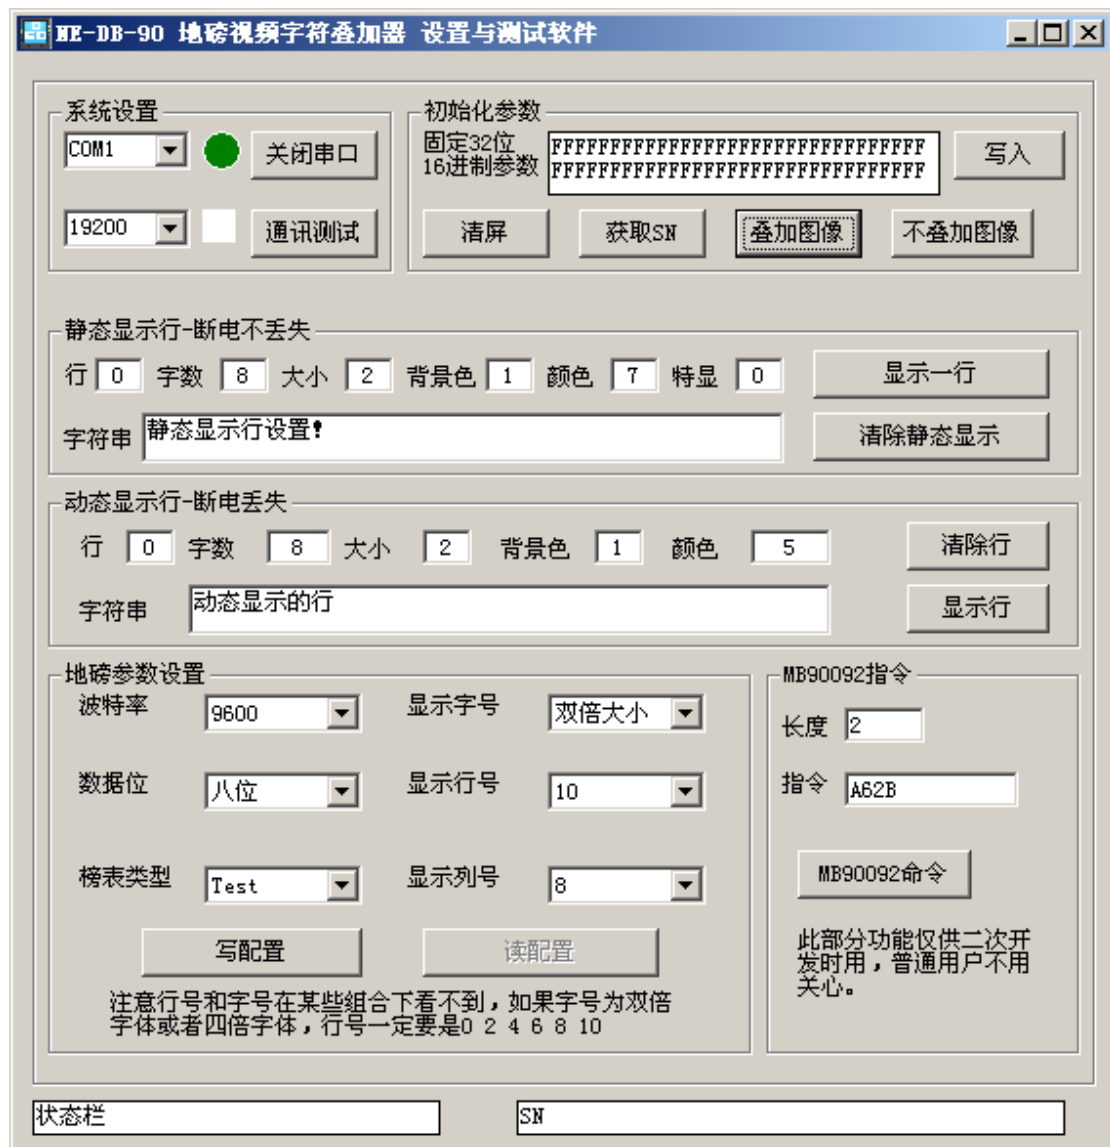 NE-DB-90 地磅视频字符叠加器 设置与测试软件
系统设置
COM1
关闭串口
19200
通讯测试
初始化参数
固定32位
16进制参数
FFFFFFFFFFFFFFFFFFFFFFFFFFFFFFFF
FFFFFFFFFFFFFFFFFFFFFFFFFFFFFFFF
写入
清屏 获取SN 叠加图像 不叠加图像
静态显示行-断电不丢失
行 0 字数 8 大小 2 背景色 1 颜色 7 特显 0 显示一行
字符串 静态显示行设置! 清除静态显示
动态显示行-断电丢失
行 0 字数 8 大小 2 背景色 1 颜色 5 清除行
字符串 动态显示的行 显示行
地磅参数设置
波特率 9600 显示字号 双倍大小
数据位 八位 显示行号 10
榜表类型 Test 显示列号 8
写配置 读配置
注意行号和字号在某些组合下看不到,如果字号为双倍
字体或者四倍字体,行号一定要是0 2 4 6 8 10
MB90092指令
长度 2
指令 A62B
MB90092命令
此部分功能仅供二次开
发时用,普通用户不用
关心。
状态栏 SN